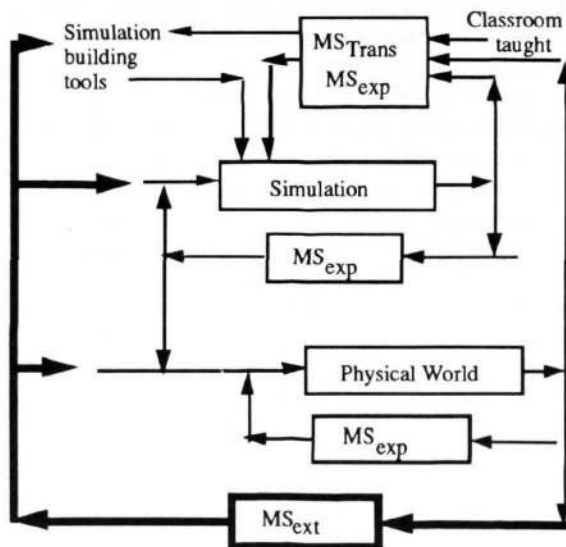 Simulation
building
tools
MSTrans
MSexp
Classroom
taught
Simulation
MSexp
Physical World
MSexp
MSext